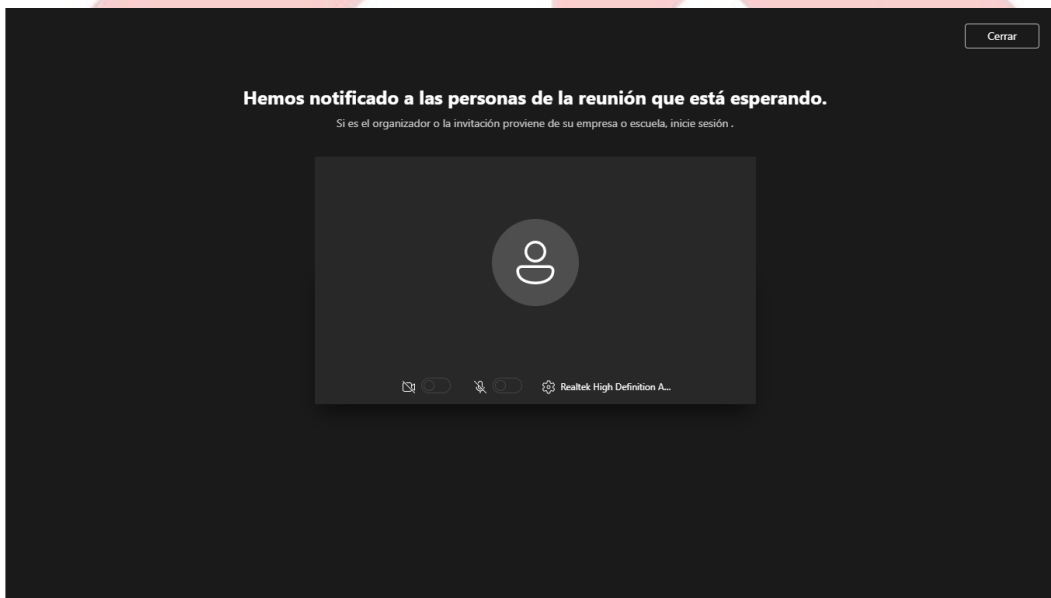 Cerrar
Hemos notificado a las personas de la reunión que está esperando.
Si es el organizador o la invitación proviene de su empresa o escuela, inicie sesión .
Realtek High Definition A...